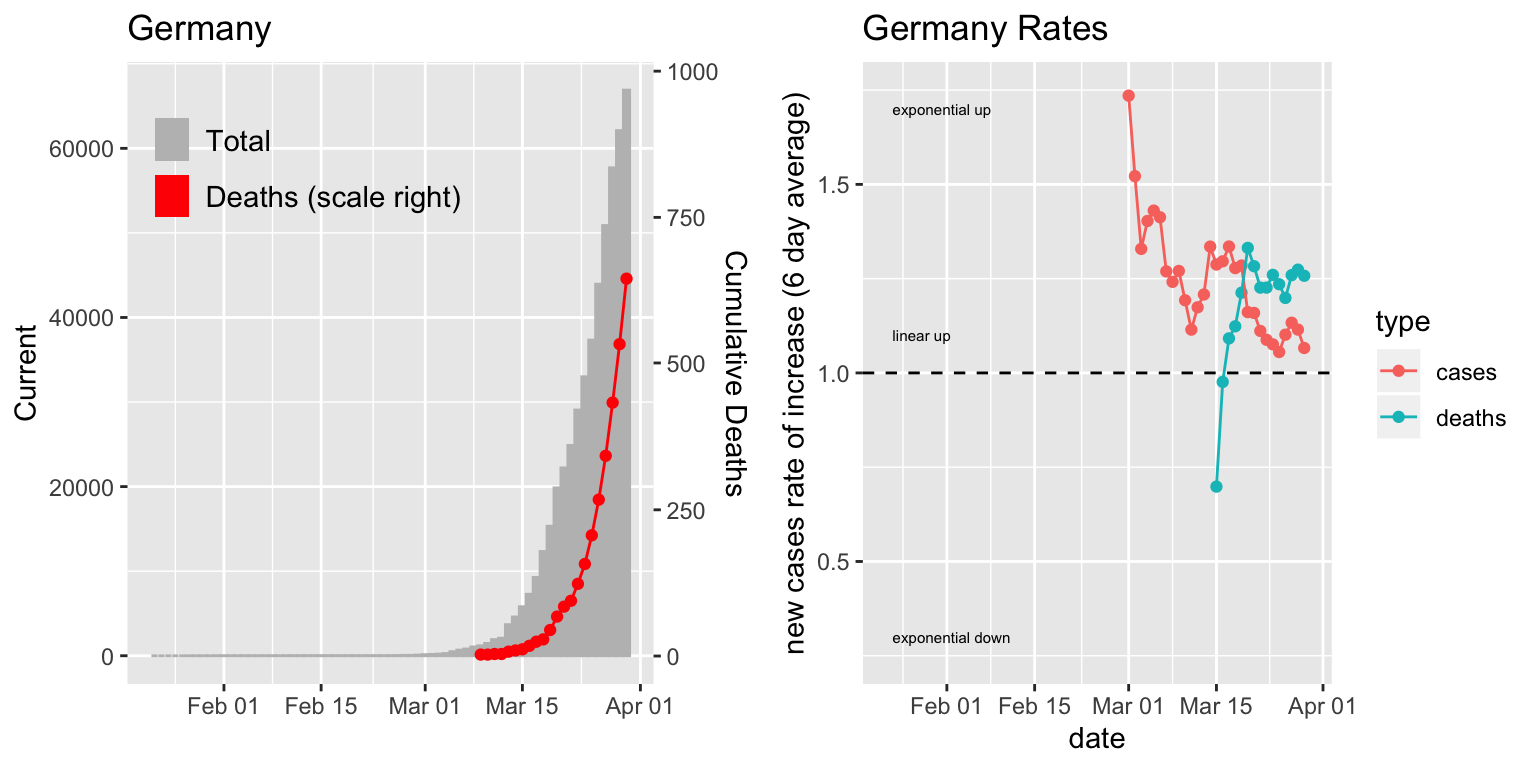 Germany
Total
Deaths (scale right)
Current
60000
40000
20000
0
1000
750
500
250
0
Cumulative Deaths
Feb 01
Feb 15
Mar 01
Mar 15
Apr 01
Germany Rates
new cases rate of increase (6 day average)
1.5
1.0
0.5
exponential up
linear up
exponential down
Feb 01
Feb 15
Mar 01
Mar 15
Apr 01
date
type
cases
deaths